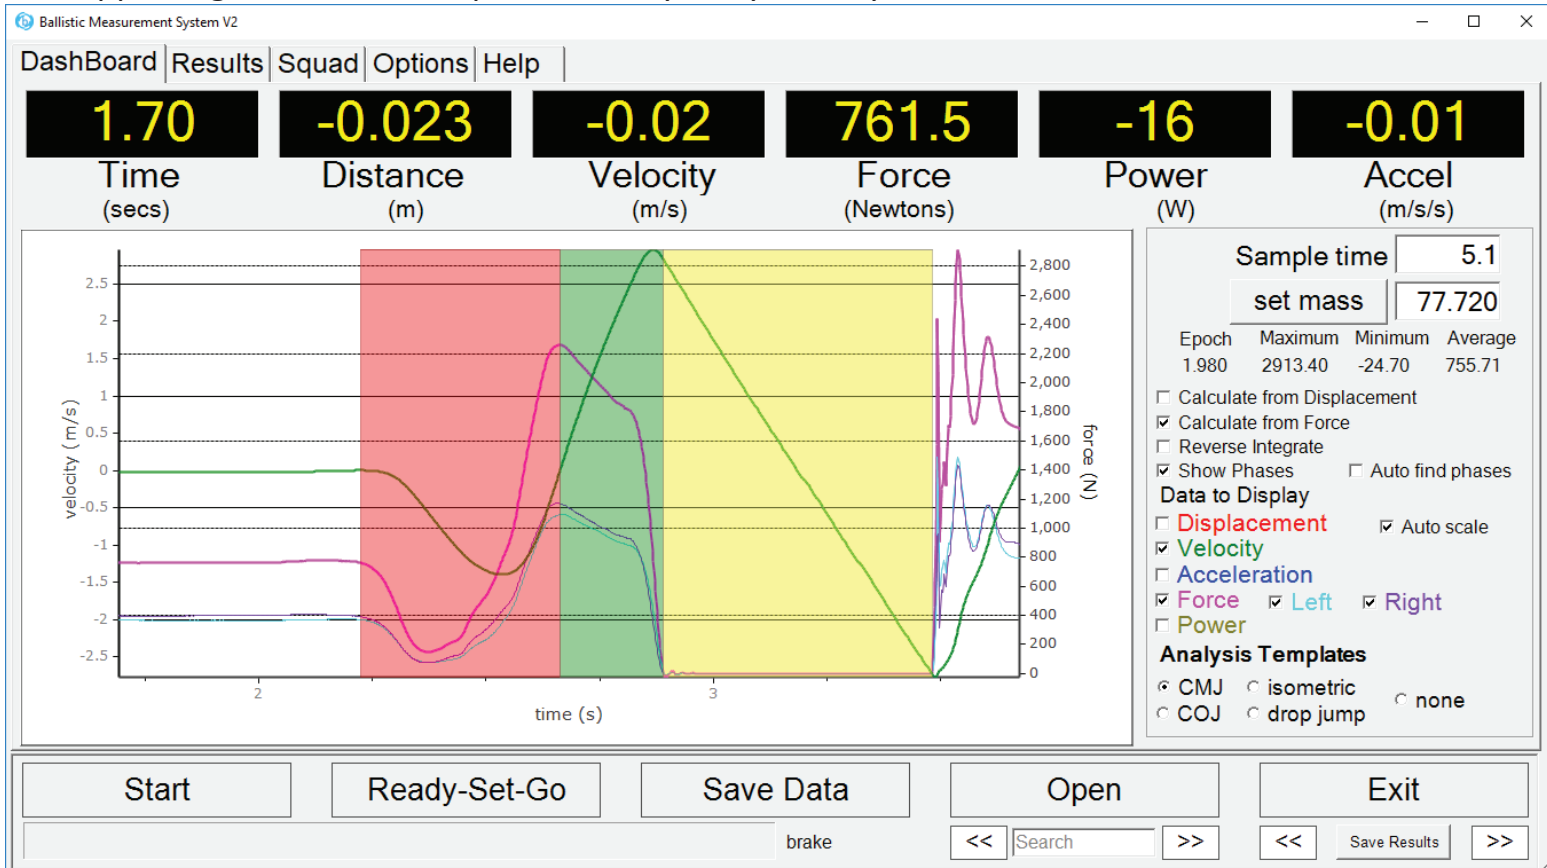 Ballistic Measurement System V2
DashBoard Results Squad Options Help
1.70 -0.023 -0.02 761.5 -16 -0.01
Time Distance Velocity Force Power Accel
(secs) (m) (m/s) (Newtons) (W) (m/s/s)
2.5
2
1.5
1
0.5
0
-0.5
-1
-1.5
-2
-2.5
velocity (m/s)
2 3
time (s)
2,800
2,600
2,400
2,200
2,000
1,800
1,600
1,400
1,200
1,000
800
600
400
200
0
force (N)
Sample time 5.1
set mass 77.720
Epoch Maximum Minimum Average
1.980 2913.40 -24.70 755.71
Calculate from Displacement
Calculate from Force
Reverse Integrate
Show Phases Auto find phases
Data to Display
Displacement Auto scale
Velocity
Acceleration
Force Left Right
Power
Analysis Templates
CMJ isometric none
COJ drop jump
Start Ready-Set-Go Save Data Open Exit
brake << Search >> << Save Results >>